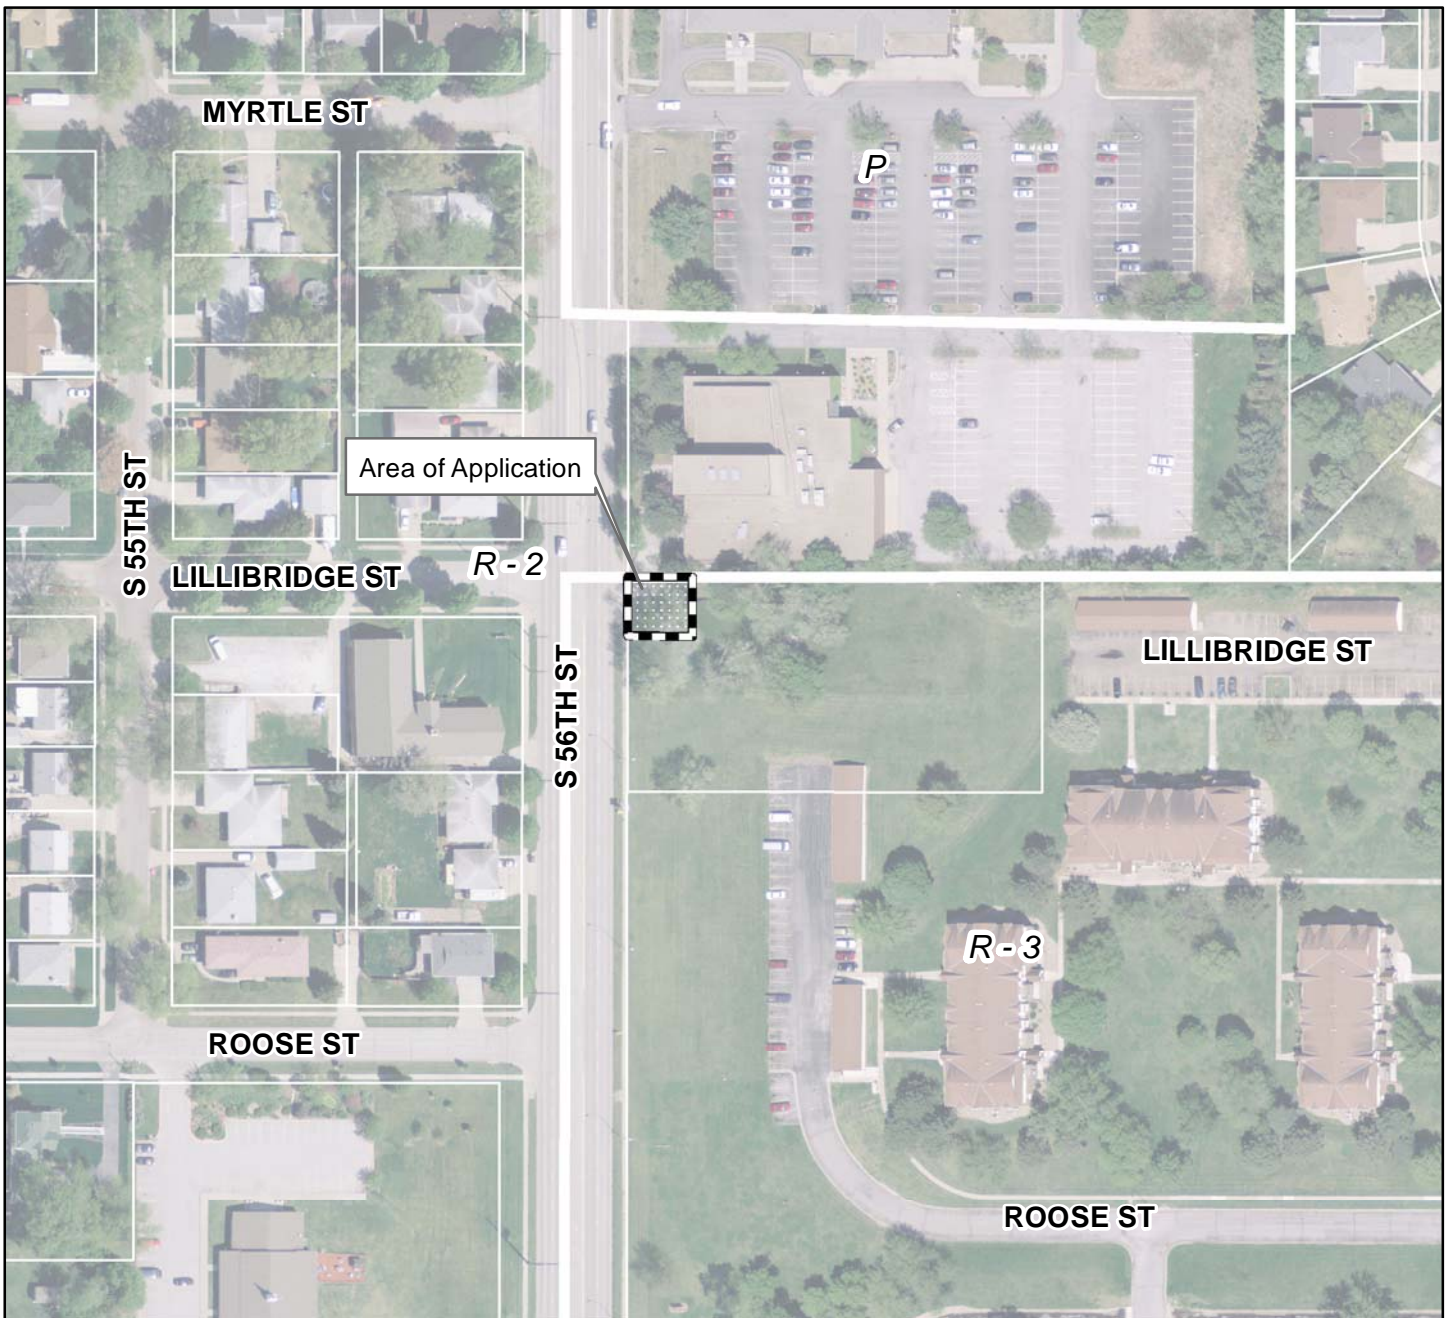 MYRTLE ST
P
Area of Application
S 55TH ST
R - 2
LILLIBRIDGE ST
LILLIBRIDGE ST
S 56TH ST
R - 3
ROOSE ST
ROOSE ST